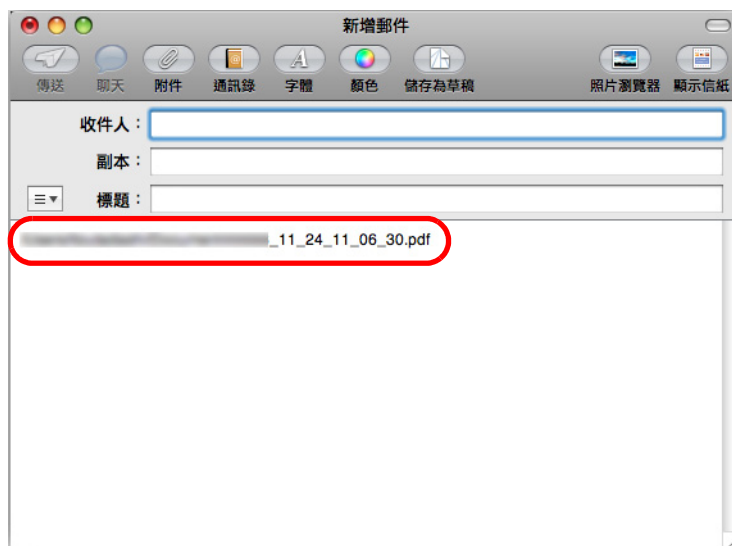 新增郵件
傳送 聊天 附件 通訊錄 字體 顏色 儲存為草稿 照片瀏覽器 顯示信紙
收件人：
副本：
標題：
_11_24_11_06_30.pdf